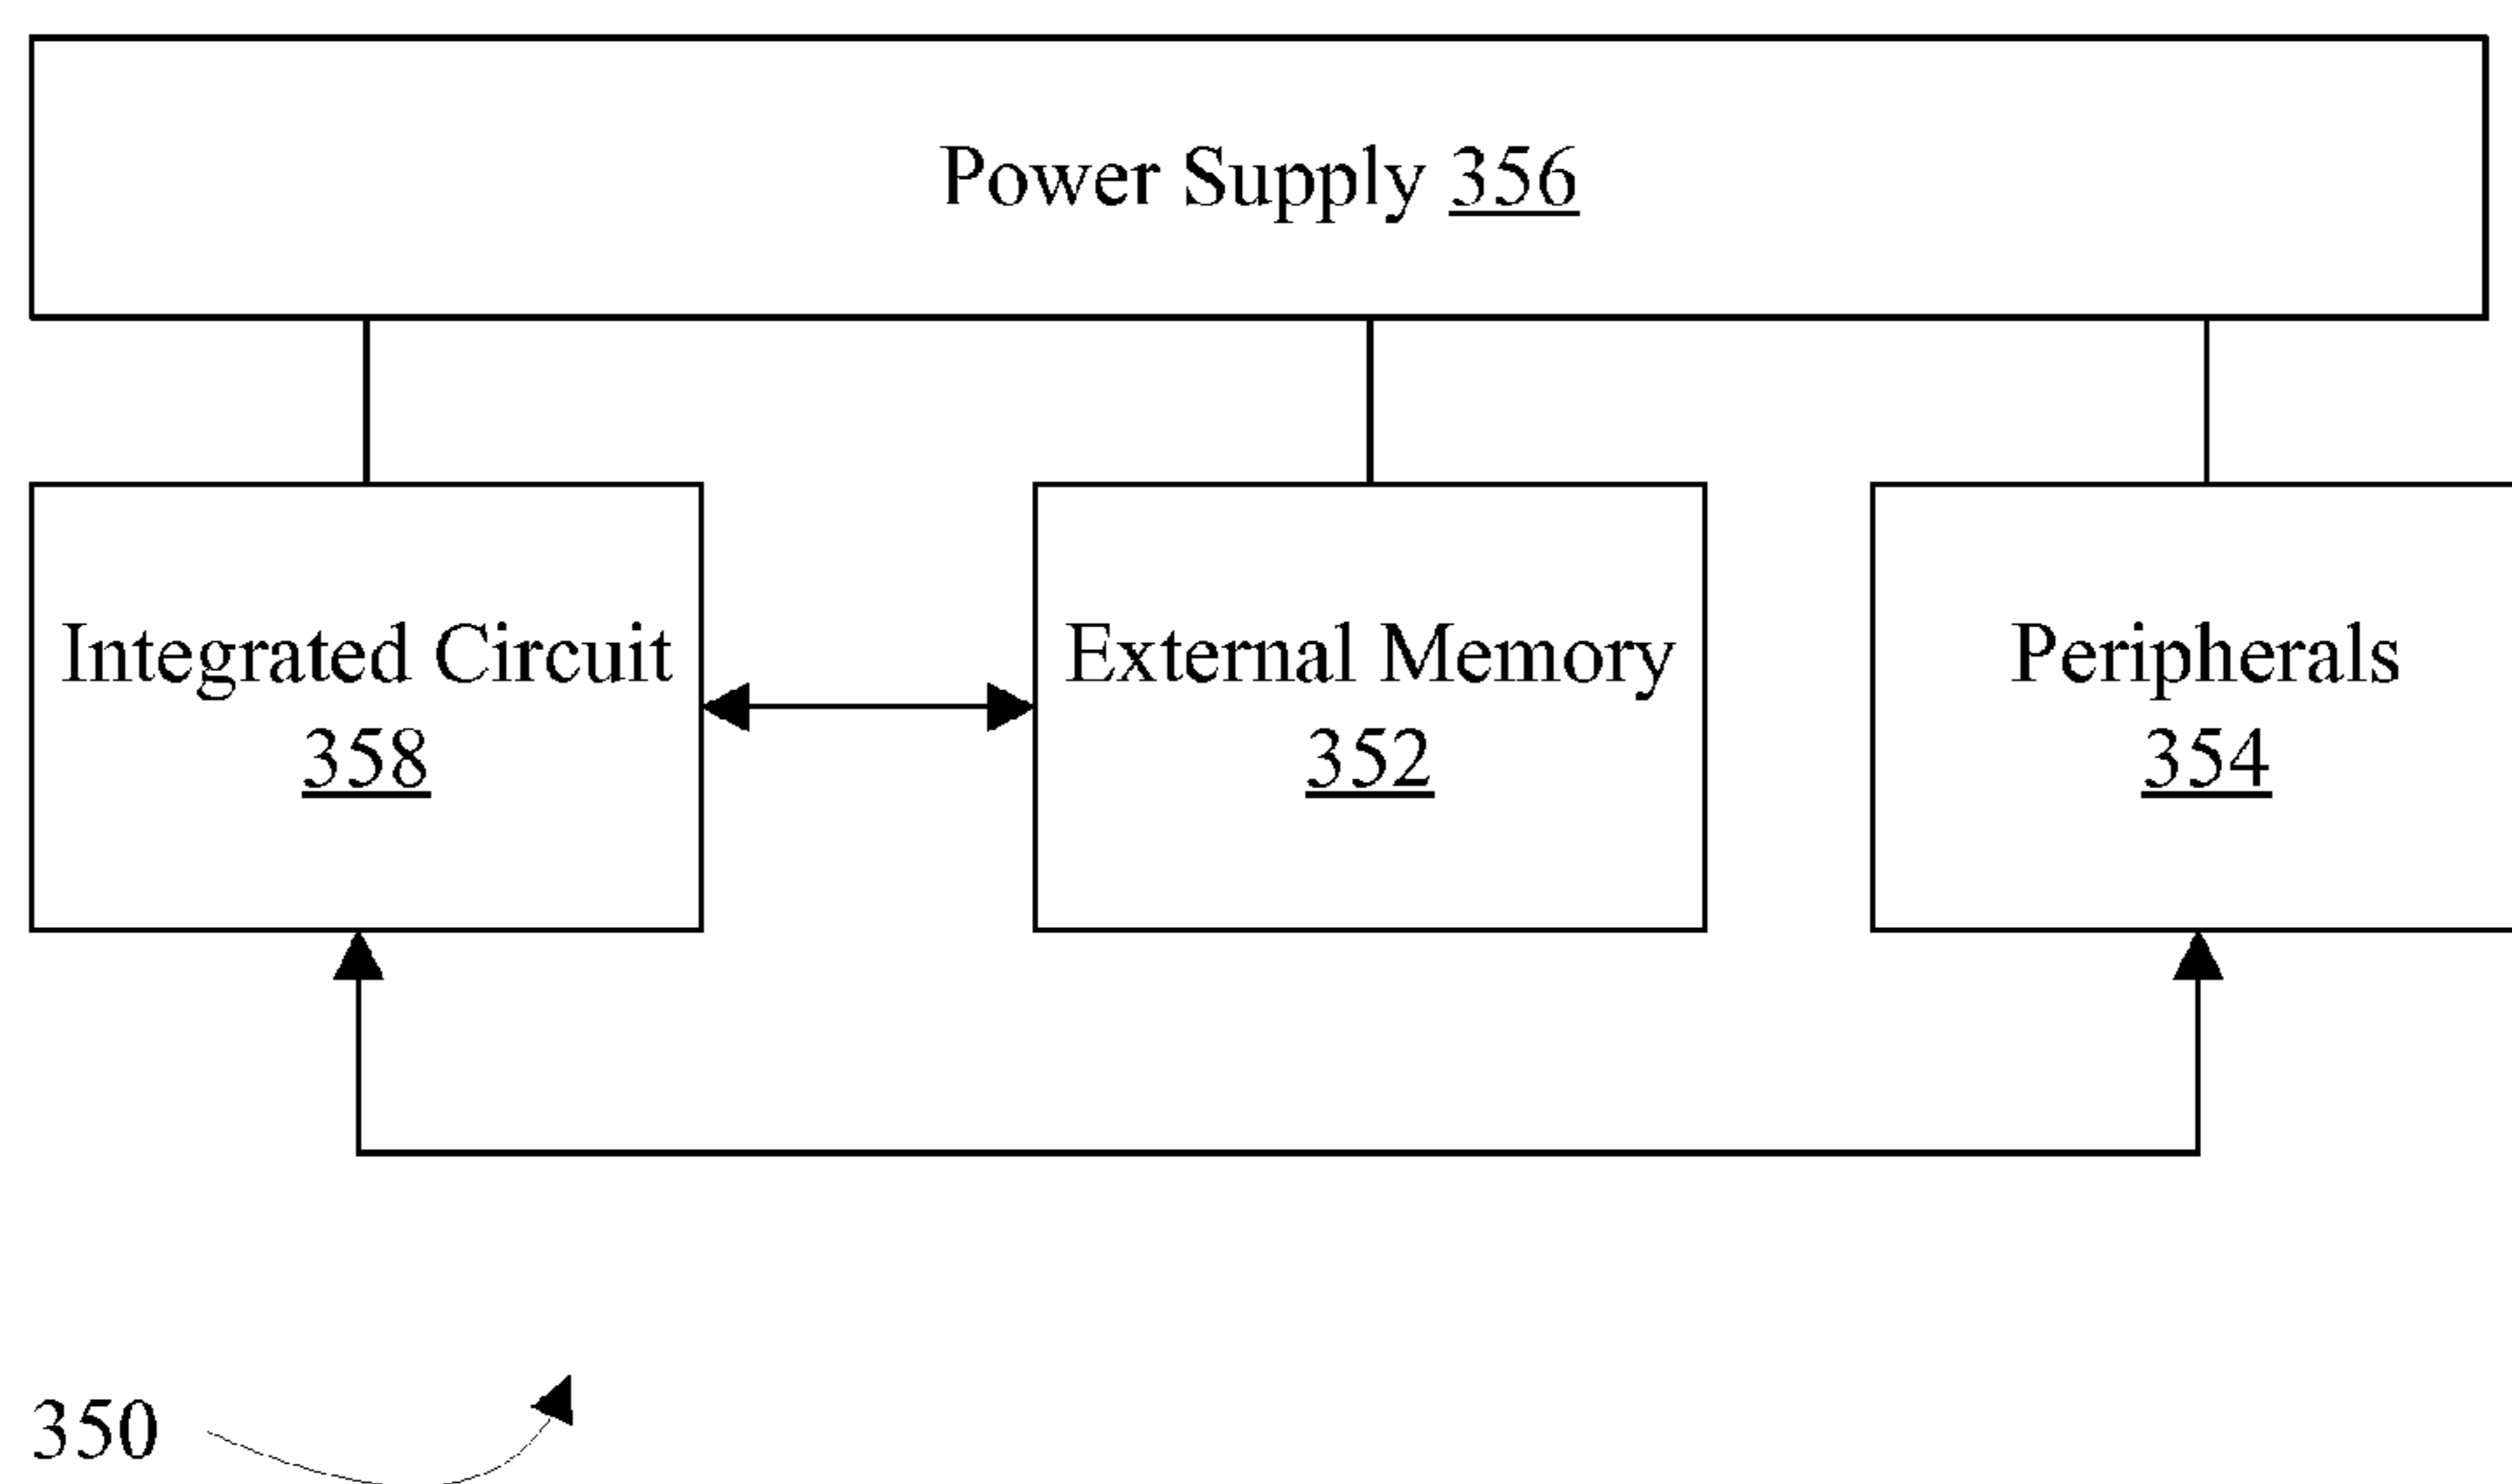 Power Supply 356
Integrated Circuit
358
External Memory
352
Peripherals
354
350